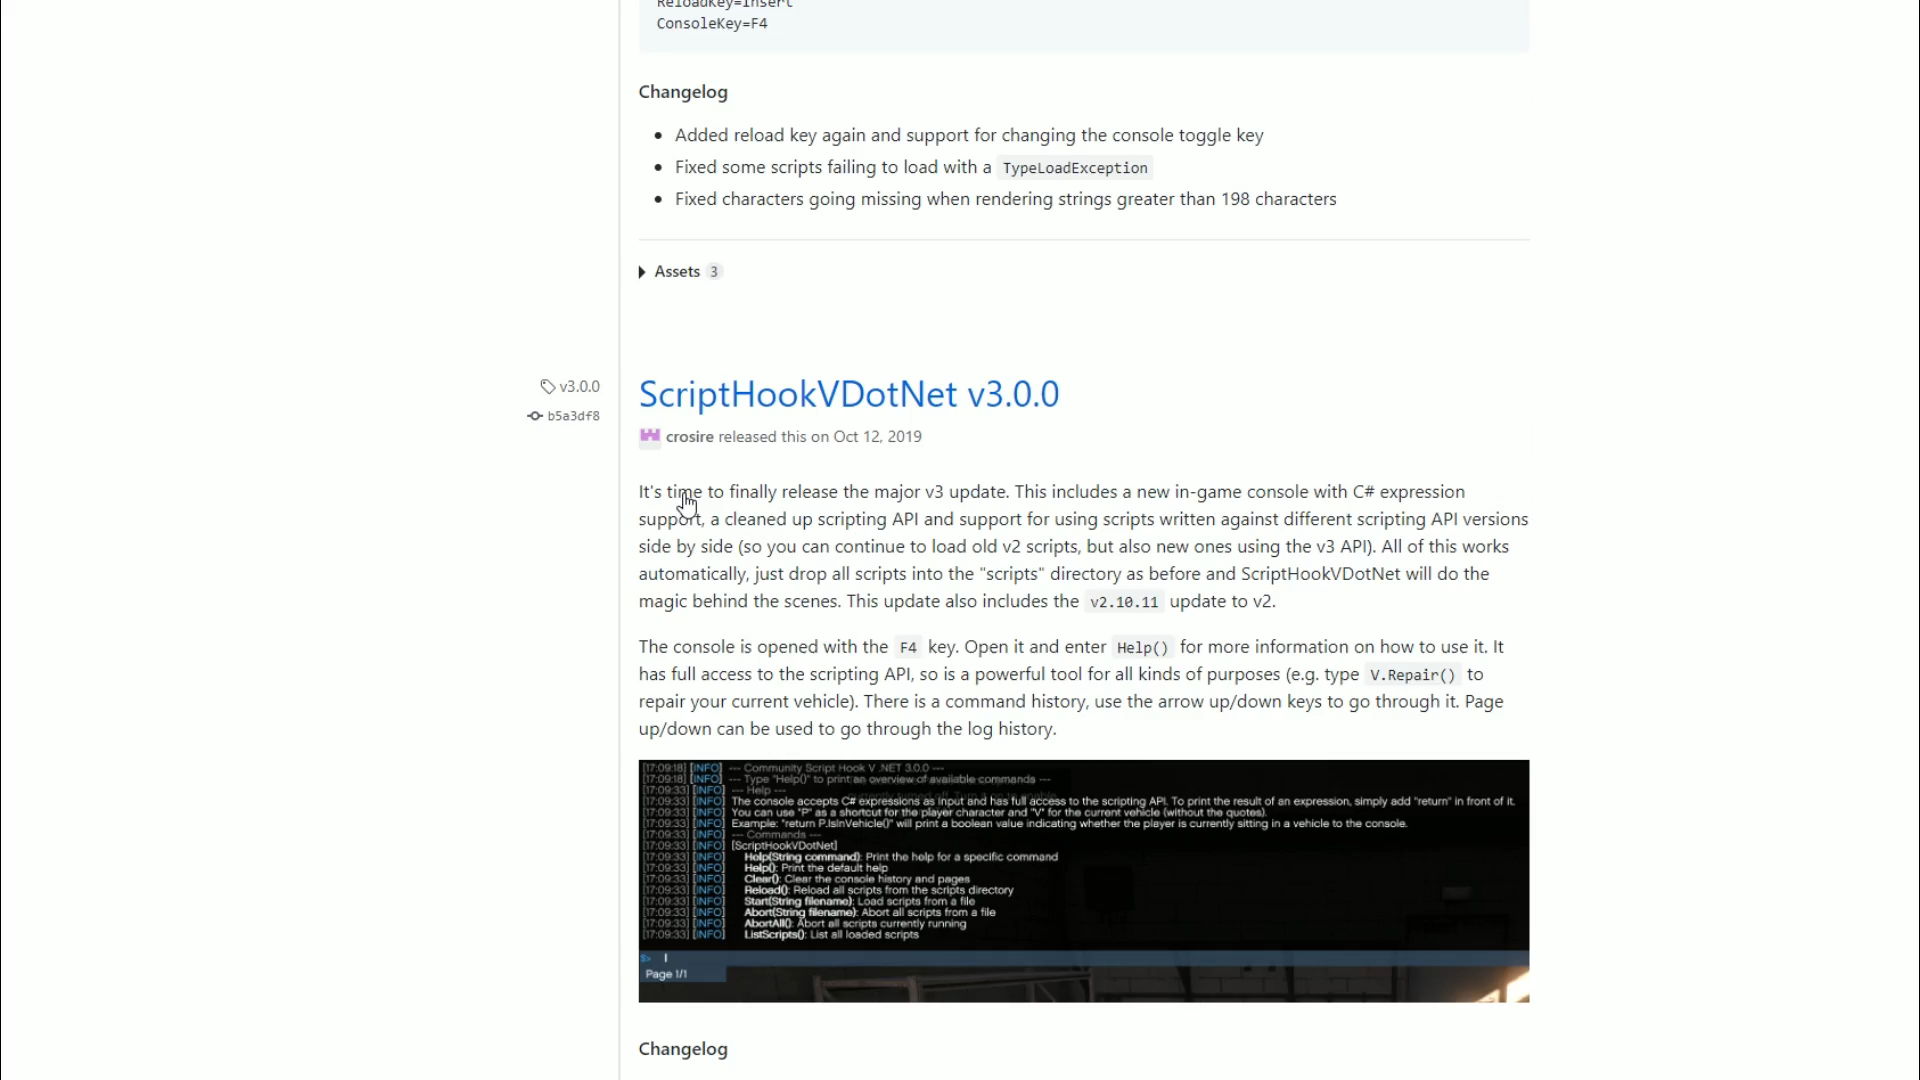 ReloadKey=Insert
ConsoleKey=F4
Changelog
Added reload key again and support for changing the console toggle key
Fixed some scripts failing to load with a TypeLoadException
Fixed characters going missing when rendering strings greater than 198 characters
Assets 3
v3.0.0
b5a3df8
ScriptHookVDotNet v3.0.0
crosire released this on Oct 12, 2019
It's time to finally release the major v3 update. This includes a new in-game console with C# expression
support, a cleaned up scripting API and support for using scripts written against different scripting API versions
side by side (so you can continue to load old v2 scripts, but also new ones using the v3 API). All of this works
automatically, just drop all scripts into the "scripts" directory as before and ScriptHookVDotNet will do the
magic behind the scenes. This update also includes the v2.10.11 update to v2.
The console is opened with the F4 key. Open it and enter Help() for more information on how to use it. It
has full access to the scripting API, so is a powerful tool for all kinds of purposes (e.g. type V.Repair() to
repair your current vehicle). There is a command history, use the arrow up/down keys to go through it. Page
up/down can be used to go through the log history.
[17:09:18] [INFO] --- Community Script Hook V .NET 3.0.0 ---
[17:09:18] [INFO] --- Type "Help()" to print an overview of available commands ---
[17:09:33] [INFO] --- Help ---
[17:09:33] [INFO] The console accepts C# expressions as input and has full access to the scripting API. To print the result of an expression, simply add "return" in front of it.
[17:09:33] [INFO] You can use "P" as a shortcut for the player character and "V" for the current vehicle (without the quotes).
[17:09:33] [INFO] Example: "return P.IsInVehicle()" will print a boolean value indicating whether the player is currently sitting in a vehicle to the console.
[17:09:33] [INFO] --- Commands ---
[17:09:33] [INFO] [ScriptHookVDotNet]
[17:09:33] [INFO] Help(String command): Print the help for a specific command
[17:09:33] [INFO] Help(): Print the default help
[17:09:33] [INFO] Clear(): Clear the console history and pages
[17:09:33] [INFO] Reload(): Reload all scripts from the scripts directory
[17:09:33] [INFO] Start(String filename): Load scripts from a file
[17:09:33] [INFO] Abort(String filename): Abort all scripts from a file
[17:09:33] [INFO] AbortAll(): Abort all scripts currently running
[17:09:33] [INFO] ListScripts(): List all loaded scripts
$>
Page 1/1
Changelog